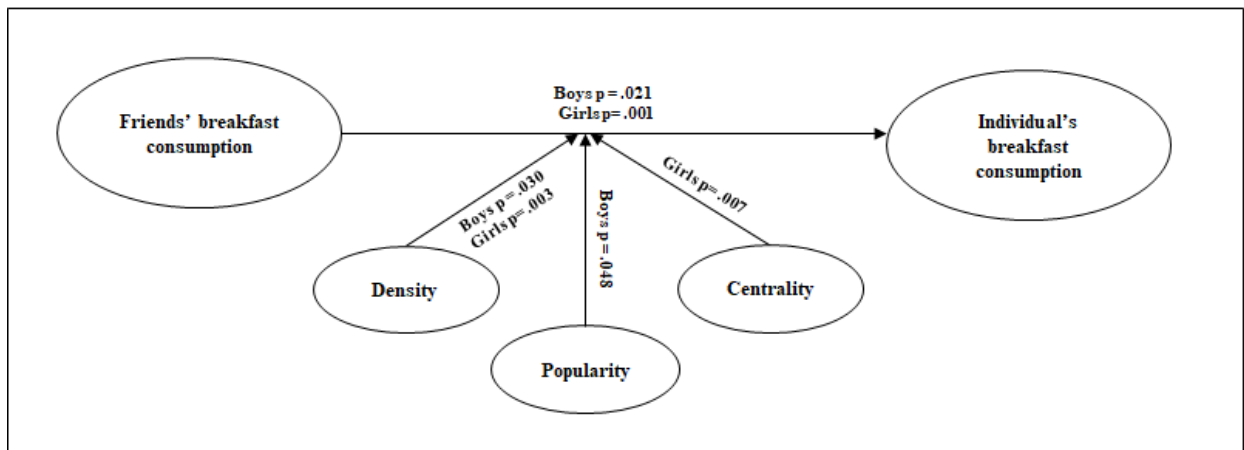 Friends' breakfast
consumption
Boys p = .021
Girls p= .001
Individual's
breakfast
consumption
Boys p = .030
Girls p= .003
Boys p = .048
Girls p= .007
Density
Popularity
Centrality